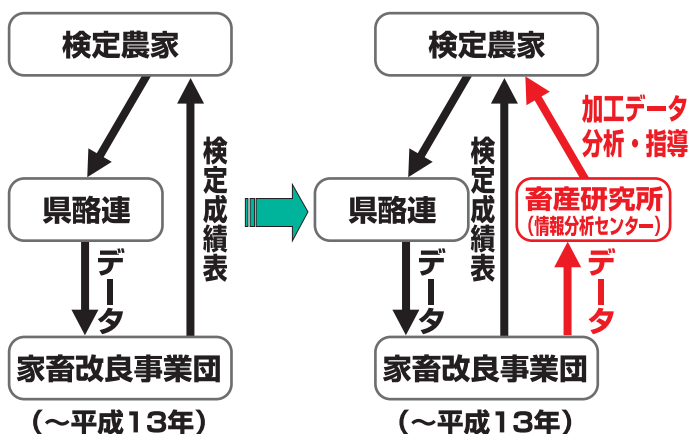 検定農家
県酪連
検定成績表
データ
家畜改良事業団
(～平成13年)
検定農家
加工データ
分析・指導
県酪連
検定成績表
畜産研究所
(情報分析センター)
データ
データ
家畜改良事業団
(～平成13年)